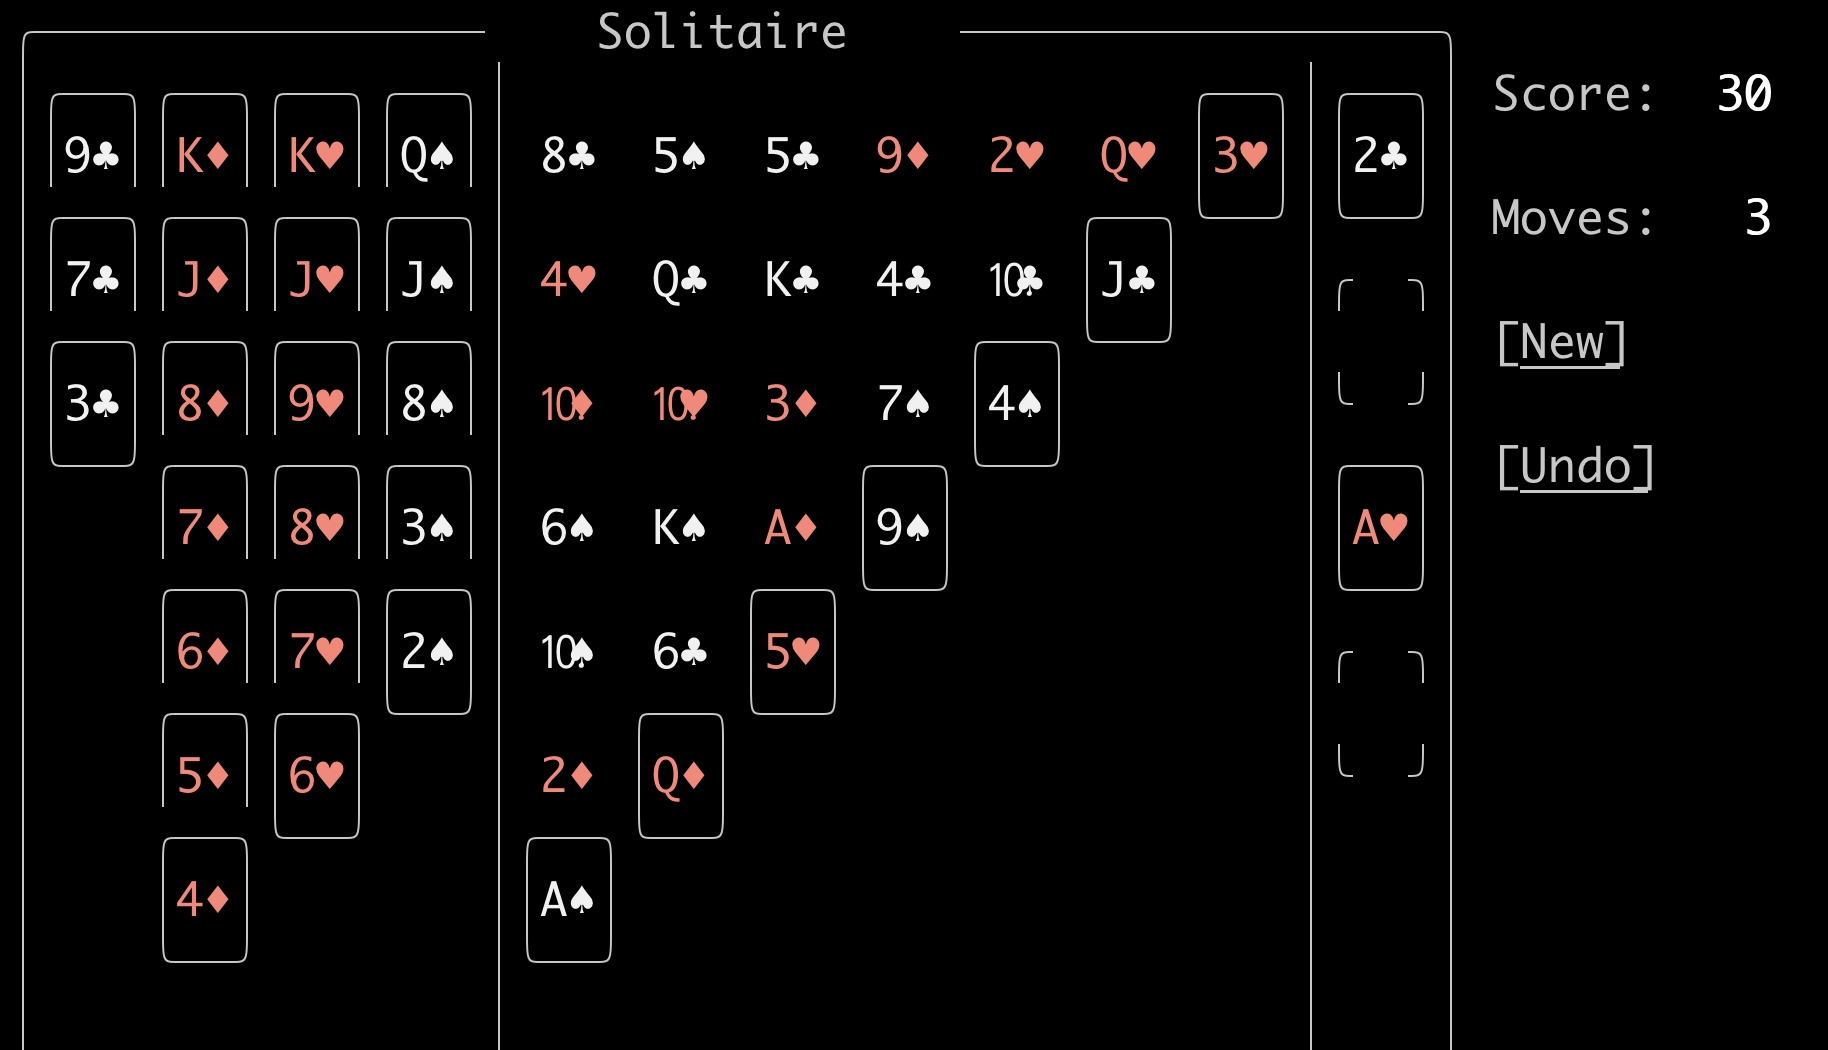 Solitaire
9♣ K♦ K♥ Q♠ 8♣ 5♠ 5♣ 9♦ 2♥ Q♥ 3♥ 2♣ Score: 30
7♣ J♦ J♥ J♠ 4♥ Q♣ K♣ 4♣ 10♣ J♣ Moves: 3
[New]
3♣ 8♦ 9♥ 8♠ 10♦ 10♥ 3♦ 7♠ 4♠
[Undo]
7♦ 8♥ 3♠ 6♠ K♠ A♦ 9♠ A♥
6♦ 7♥ 2♠ 10♠ 6♣ 5♥
5♦ 6♥ 2♦ Q♦
4♦ A♠